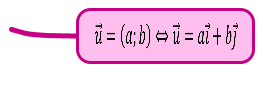 u⃗ = (a; b) ⇔ u⃗ = ai⃗ + bj⃗